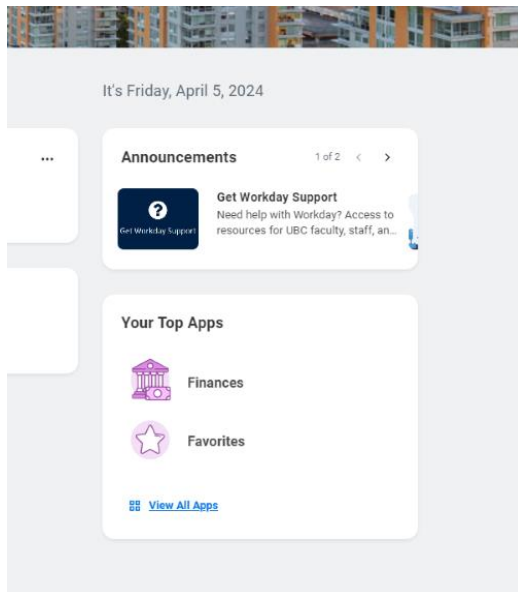 It's Friday, April 5, 2024
...
Announcements
1 of 2
Get Workday Support
Get Workday Support
Need help with Workday? Access to
resources for UBC faculty, staff, an...
Your Top Apps
Finances
Favorites
View All Apps